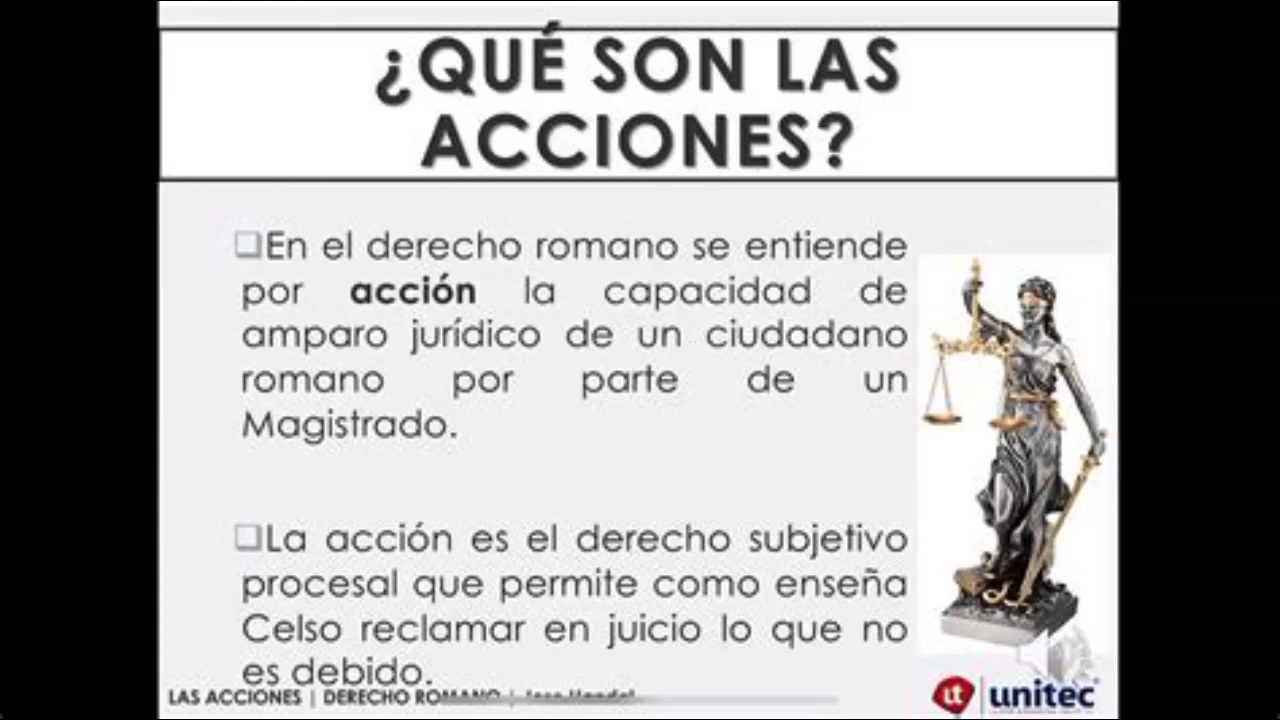 ¿QUÉ SON LAS
ACCIONES?
En el derecho romano se entiende
por acción la capacidad de
amparo jurídico de un ciudadano
romano por parte de un
Magistrado.
La acción es el derecho subjetivo
procesal que permite como enseña
Celso reclamar en juicio lo que no
es debido.
LAS ACCIONES | DERECHO ROMANO |
unitec